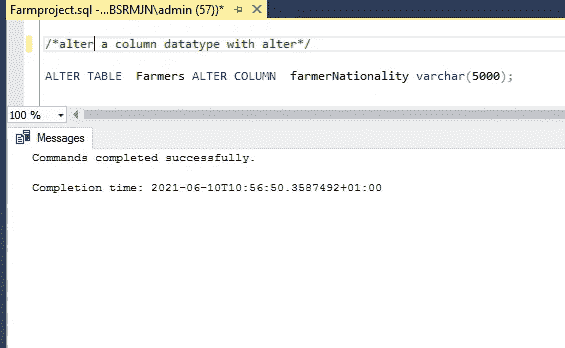 Farmproject.sql -...BSRMJN\admin (57))*
/*alter a column datatype with alter*/
ALTER TABLE  Farmers ALTER COLUMN  farmerNationality varchar(5000);
100 %
Messages
Commands completed successfully.
Completion time: 2021-06-10T10:56:50.3587492+01:00